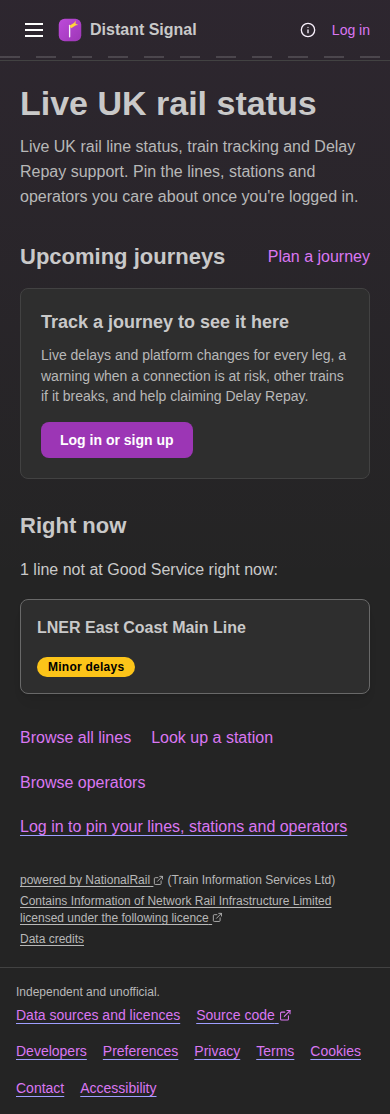 Distant Signal
Log in
Live UK rail status
Live UK rail line status, train tracking and Delay
Repay support. Pin the lines, stations and
operators you care about once you're logged in.
Upcoming journeys
Plan a journey
Track a journey to see it here
Live delays and platform changes for every leg, a
warning when a connection is at risk, other trains
if it breaks, and help claiming Delay Repay.
Log in or sign up
Right now
1 line not at Good Service right now:
LNER East Coast Main Line
Minor delays
Browse all lines
Look up a station
Browse operators
Log in to pin your lines, stations and operators
powered by NationalRail (Train Information Services Ltd)
Contains Information of Network Rail Infrastructure Limited
licensed under the following licence
Data credits
Independent and unofficial.
Data sources and licences
Source code
Developers
Preferences
Privacy
Terms
Cookies
Contact
Accessibility